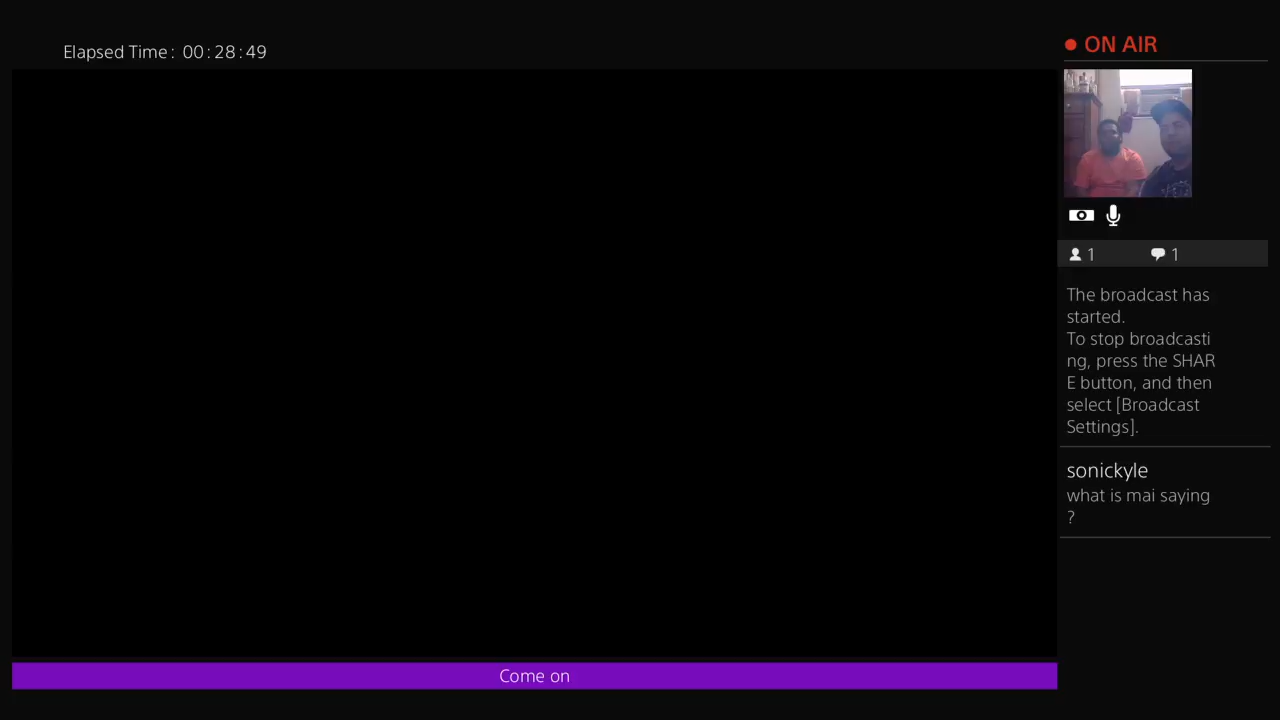 Elapsed Time: 00:28:49
ON AIR
1 1
The broadcast has
started.
To stop broadcasti
ng, press the SHAR
E button, and then
select [Broadcast
Settings].
sonickyle
what is mai saying
?
Come on